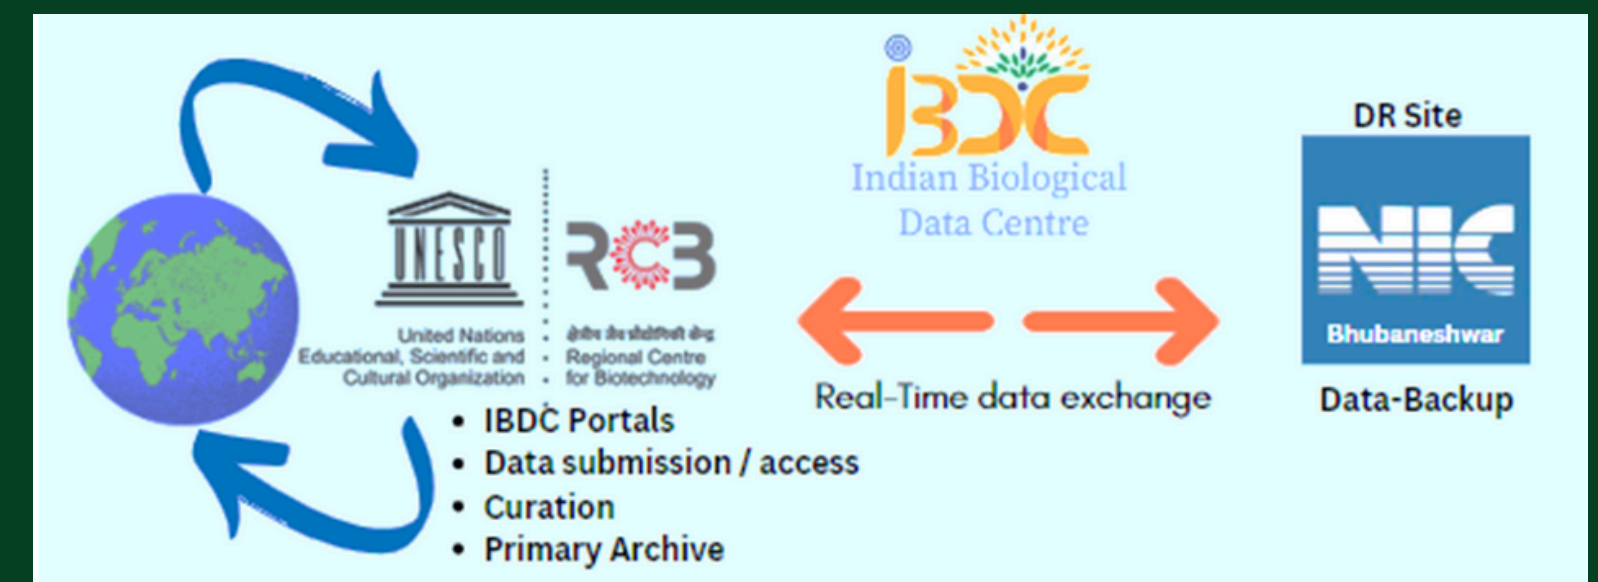 UNESCO
United Nations
Educational, Scientific and
Cultural Organization
RCB
Regional Centre
for Biotechnology
• IBDC Portals
• Data submission / access
• Curation
• Primary Archive
iBDC
Indian Biological
Data Centre
Real-Time data exchange
DR Site
NIC
Bhubaneshwar
Data-Backup